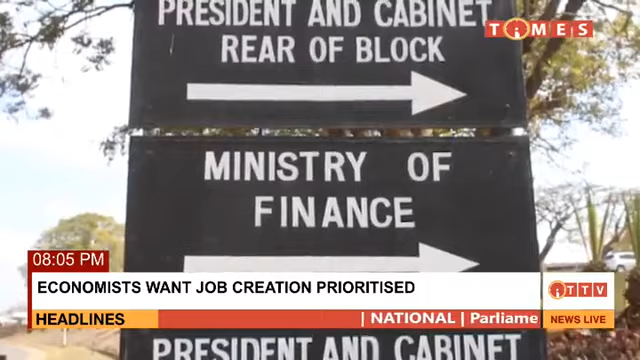 PRESIDENT AND CABINET
TIMES
REAR OF BLOCK
MINISTRY OF
FINANCE
08:05 PM
ECONOMISTS WANT JOB CREATION PRIORITISED
TTV
HEADLINES
| NATIONAL | Parliame
NEWS LIVE
PRESIDENT AND CABINET